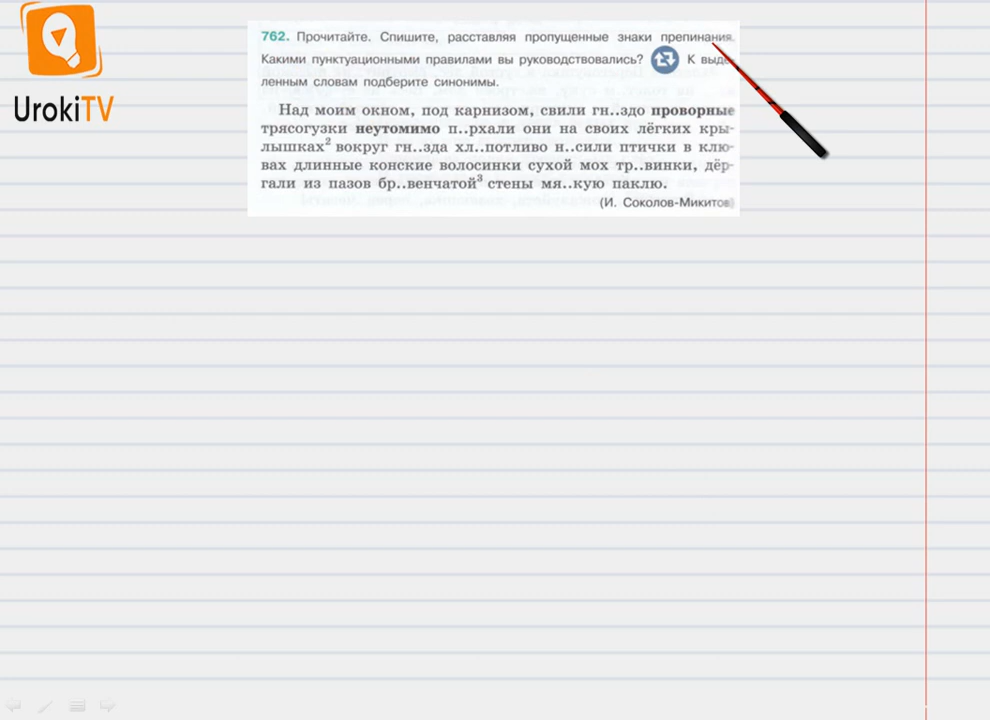 UrokiTV
762. Прочитайте. Спишите, расставляя пропущенные знаки препинания.
Какими пунктуационными правилами вы руководствовались? К выде-
ленным словам подберите синонимы.
Над моим окном, под карнизом, свили гн..здо проворные
трясогузки неутомимо п..рхали они на своих лёгких кры-
лышках² вокруг гн..зда хл..потливо н..сили птички в клю-
вах длинные конские волосинки сухой мох тр..винки, дёр-
гали из пазов бр..венчатой³ стены мя..кую паклю.
(И. Соколов-Микитов)